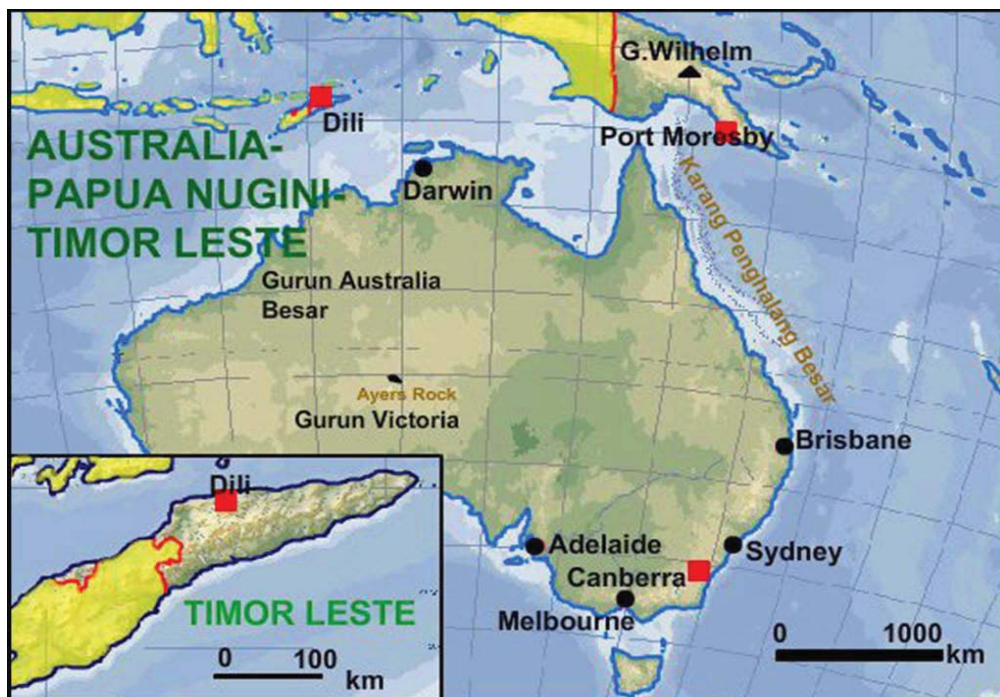 G.Wilhelm
Dili
Port Moresby
AUSTRALIA-
PAPUA NUGINI-
TIMOR LESTE
Darwin
Karang Penghalang Besar
Gurun Australia
Besar
Ayers Rock
Gurun Victoria
Brisbane
Adelaide
Sydney
Canberra
Melbourne
0 1000
km
Dili
TIMOR LESTE
0 100
km